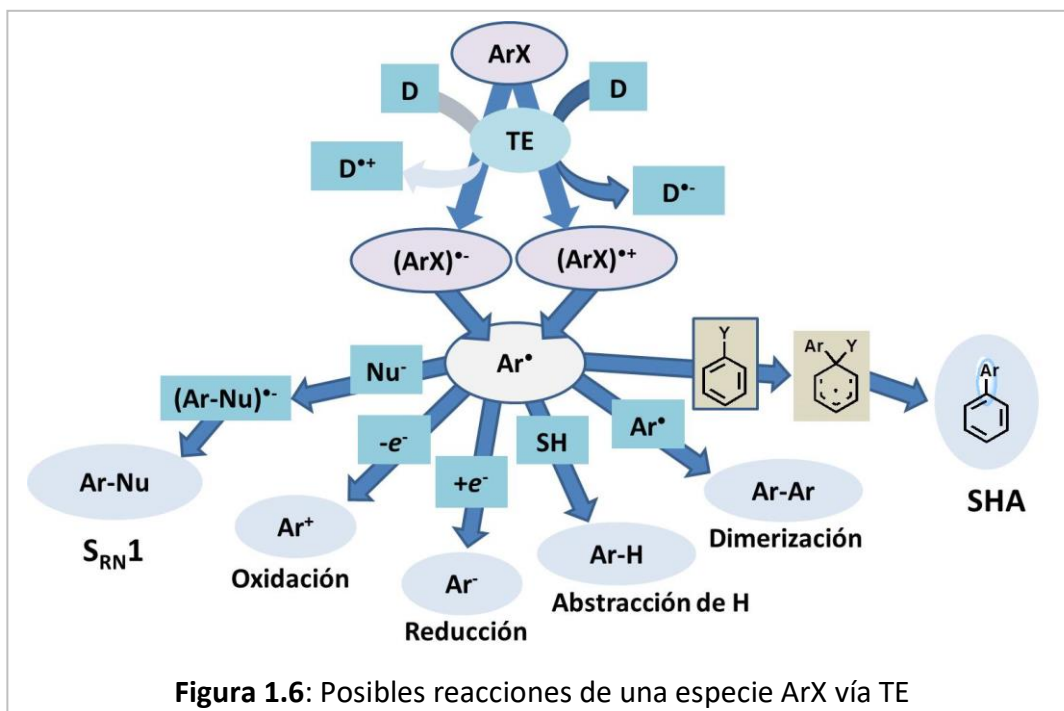 ArX
D
D
TE
D•+
D•-
(ArX)•-
(ArX)•+
Y
Ar Y
Ar•
Nu-
(Ar-Nu)•-
Ar
-e-
SH
Ar•
+e-
Ar-Nu
Ar-Ar
SHA
SRN1
Ar+
Dimerización
Ar-H
Oxidación
Ar-
Abstracción de H
Reducción
Figura 1.6: Posibles reacciones de una especie ArX vía TE